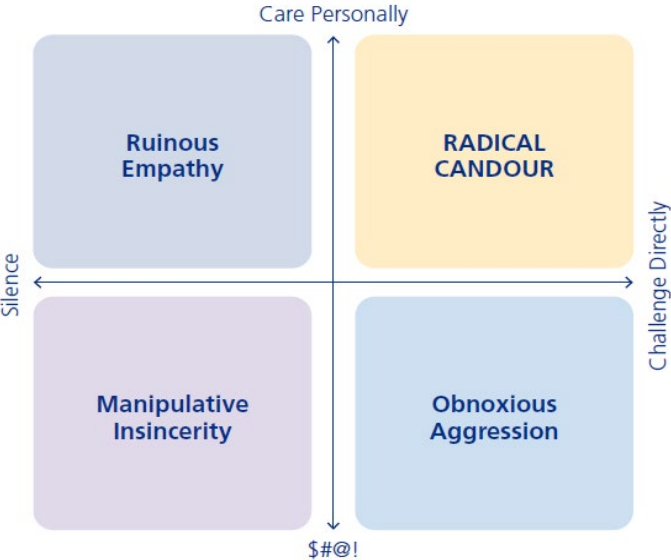 Care Personally
Ruinous
Empathy
RADICAL
CANDOUR
Silence
Challenge Directly
Manipulative
Insincerity
Obnoxious
Aggression
$#@!